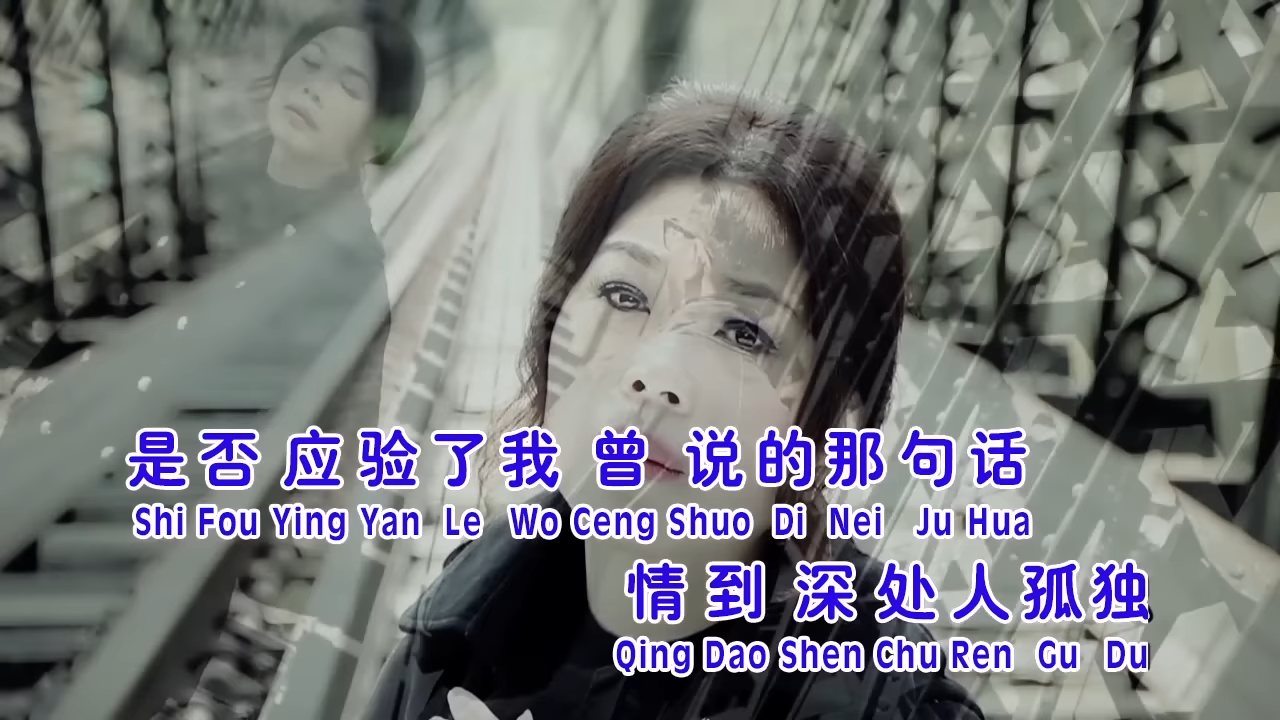 是否 应验了我 曾 说的那句话
Shi Fou Ying Yan Le Wo Ceng Shuo Di Nei Ju Hua
情到 深处人孤独
Qing Dao Shen Chu Ren Gu Du